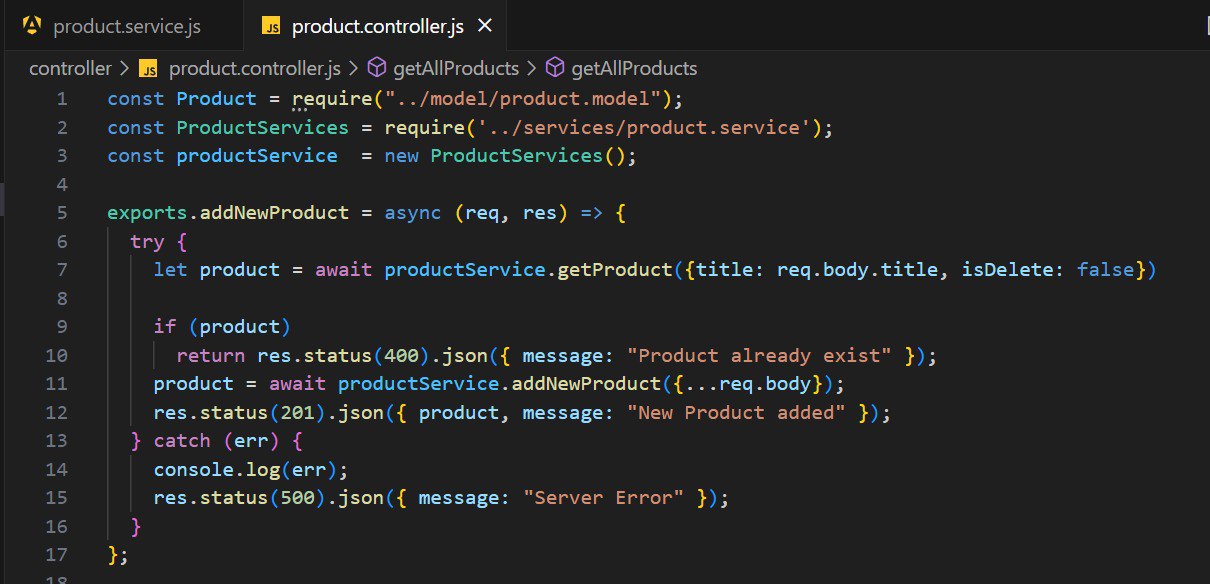 product.service.js
JS product.controller.js ×
controller > JS product.controller.js > getAllProducts > getAllProducts
1 const Product = require("../model/product.model");
2 const ProductServices = require('../services/product.service');
3 const productService  = new ProductServices();
4
5 exports.addNewProduct = async (req, res) => {
6   try {
7     let product = await productService.getProduct({title: req.body.title, isDelete: false})
8
9     if (product)
10       return res.status(400).json({ message: "Product already exist" });
11     product = await productService.addNewProduct({...req.body});
12     res.status(201).json({ product, message: "New Product added" });
13   } catch (err) {
14     console.log(err);
15     res.status(500).json({ message: "Server Error" });
16   }
17 };
18